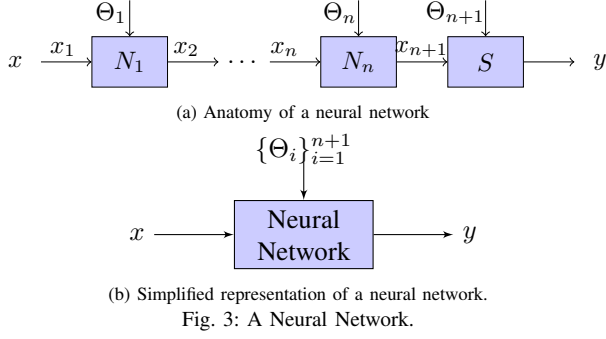 Θ₁ Θₙ Θₙ₊₁
x x₁ N₁ x₂ ··· xₙ Nₙ xₙ₊₁ S y
(a) Anatomy of a neural network
{Θᵢ}ⁿ⁺¹ᵢ₌₁
x Neural y
Network
(b) Simplified representation of a neural network.
Fig. 3: A Neural Network.